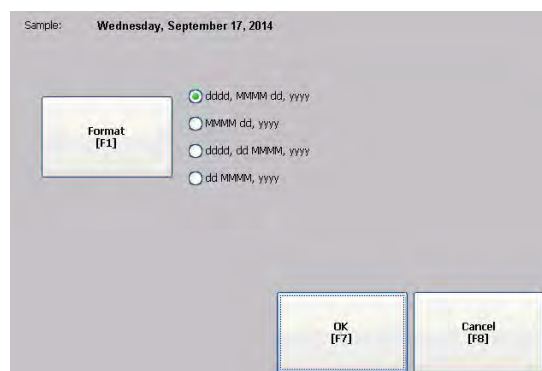 Sample: Wednesday, September 17, 2014
dddd, MMMM dd, yyyy
MMMM dd, yyyy
dddd, dd MMMM, yyyy
dd MMMM, yyyy
Format
[F1]
OK
[F7]
Cancel
[F8]